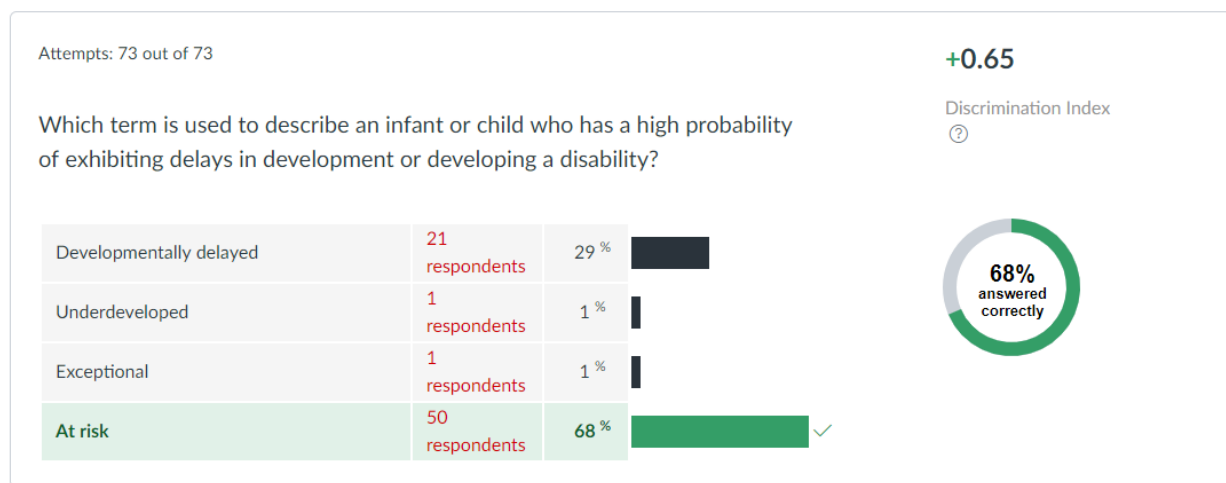 Attempts: 73 out of 73
+0.65
Discrimination Index
?
Which term is used to describe an infant or child who has a high probability
of exhibiting delays in development or developing a disability?
Developmentally delayed
21
respondents
29 %
Underdeveloped
1
respondents
1 %
Exceptional
1
respondents
1 %
At risk
50
respondents
68 %
68%
answered
correctly